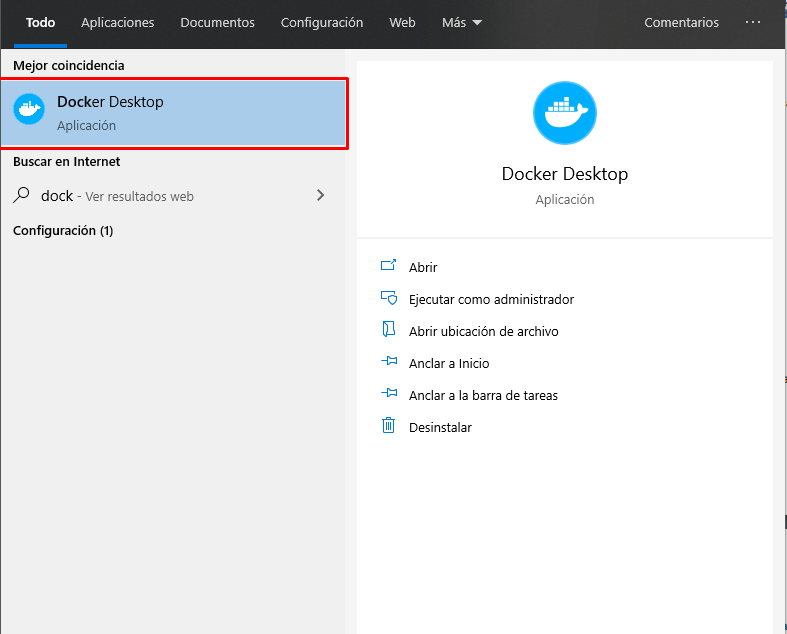 Todo Aplicaciones Documentos Configuración Web Más Comentarios ...
Mejor coincidencia
Docker Desktop
Aplicación
Buscar en Internet
dock - Ver resultados web
Configuración (1)
Docker Desktop
Aplicación
Abrir
Ejecutar como administrador
Abrir ubicación de archivo
Anclar a Inicio
Anclar a la barra de tareas
Desinstalar